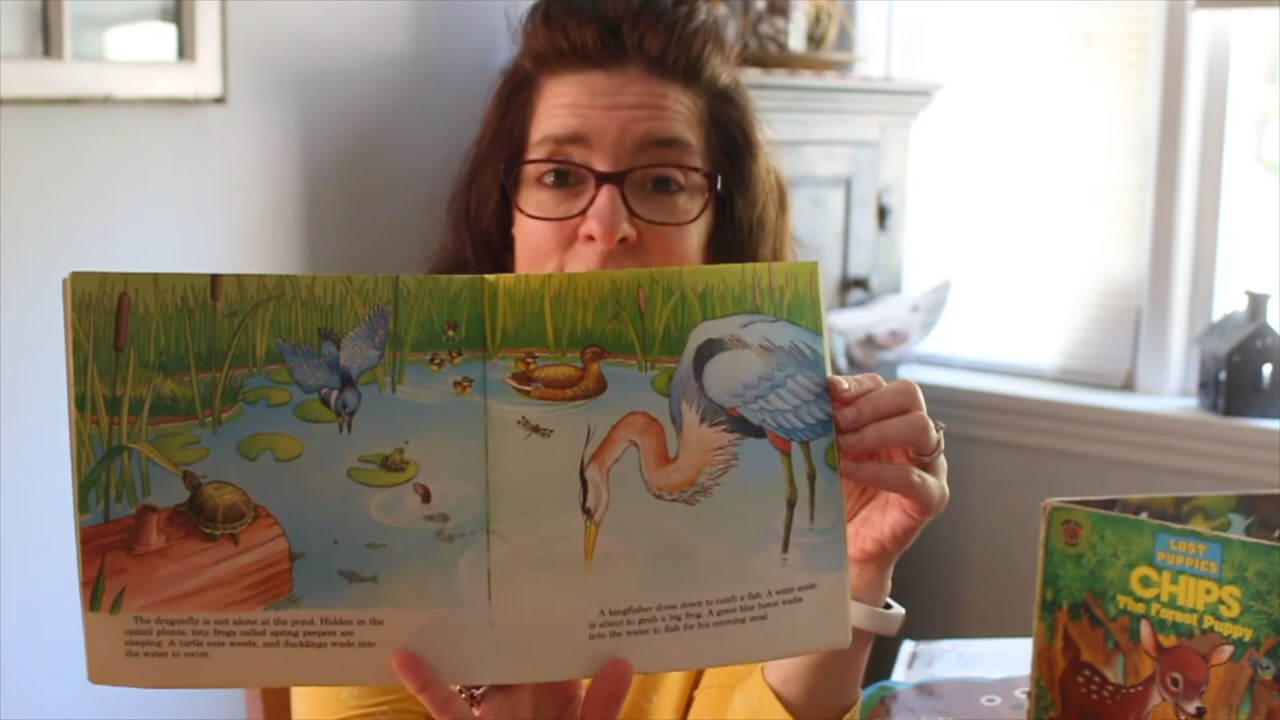 The dragonfly is not alone at the pond. Hidden in the
cattail plants, tiny frogs called spring peepers are
sleeping. A turtle eats weeds, and ducklings wade into
the water to swim.
A kingfisher dives down to catch a fish. A water snake
is about to grab a big frog. A great blue heron wades
into the water to fish for his morning meal.
LOST
PUPPIES
CHIPS
The Forest Puppy